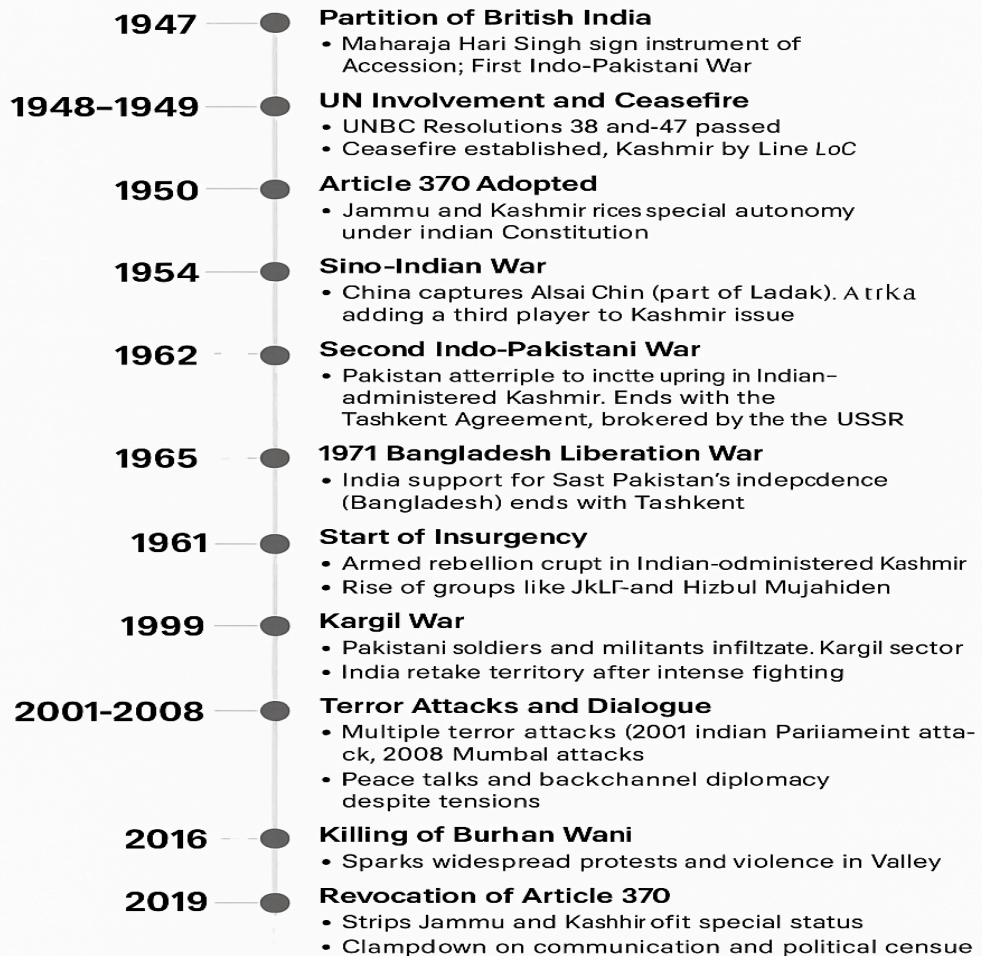 1947
Partition of British India
• Maharaja Hari Singh sign instrument of
Accession; First Indo-Pakistani War
1948–1949
UN Involvement and Ceasefire
• UNBC Resolutions 38 and-47 passed
• Ceasefire established, Kashmir by Line LoC
1950
Article 370 Adopted
• Jammu and Kashmir rices special autonomy
under indian Constitution
1954
Sino-Indian War
• China captures Alsai Chin (part of Ladak). A trka
adding a third player to Kashmir issue
1962
Second Indo-Pakistani War
• Pakistan atterriple to inctte upring in Indian–
administered Kashmir. Ends with the
Tashkent Agreement, brokered by the the USSR
1965
1971 Bangladesh Liberation War
• India support for Sast Pakistan's indepcdence
(Bangladesh) ends with Tashkent
1961
Start of Insurgency
• Armed rebellion crupt in Indian-odministered Kashmir
• Rise of groups like JkLΓ-and Hizbul Mujahiden
1999
Kargil War
• Pakistani soldiers and militants infiltzate. Kargil sector
• India retake territory after intense fighting
2001-2008
Terror Attacks and Dialogue
• Multiple terror attacks (2001 indian Pariiameint atta-
ck, 2008 Mumbal attacks
• Peace talks and backchannel diplomacy
despite tensions
2016
Killing of Burhan Wani
• Sparks widespread protests and violence in Valley
2019
Revocation of Article 370
• Strips Jammu and Kashhir ofit special status
• Clampdown on communication and political census